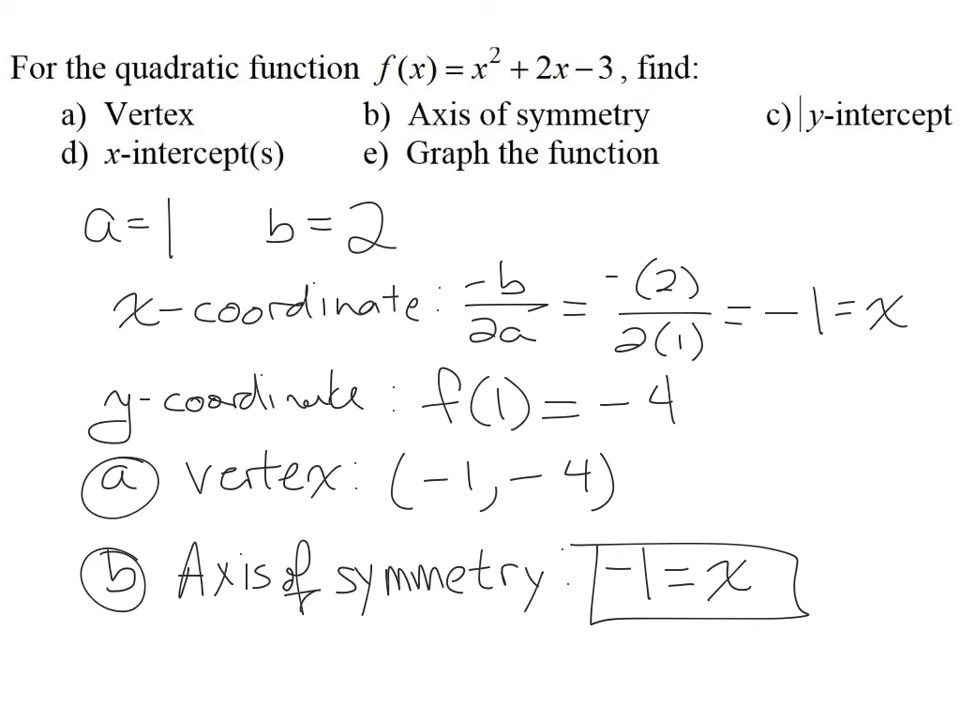 For the quadratic function f(x) = x² + 2x − 3, find:
a) Vertex b) Axis of symmetry c) y-intercept
d) x-intercept(s) e) Graph the function
a=1 b=2
x-coordinate: -b/2a = -(2)/2(1) = -1 = x
y-coordinate: f(1) = -4
a vertex: (-1, -4)
b Axis of symmetry: -1 = x